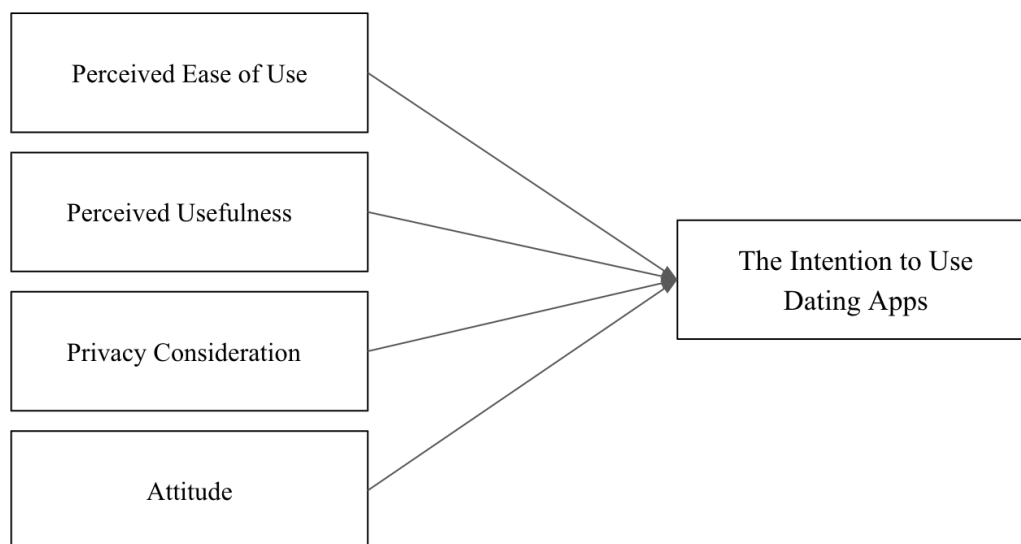 Perceived Ease of Use
Perceived Usefulness
Privacy Consideration
Attitude
The Intention to Use
Dating Apps